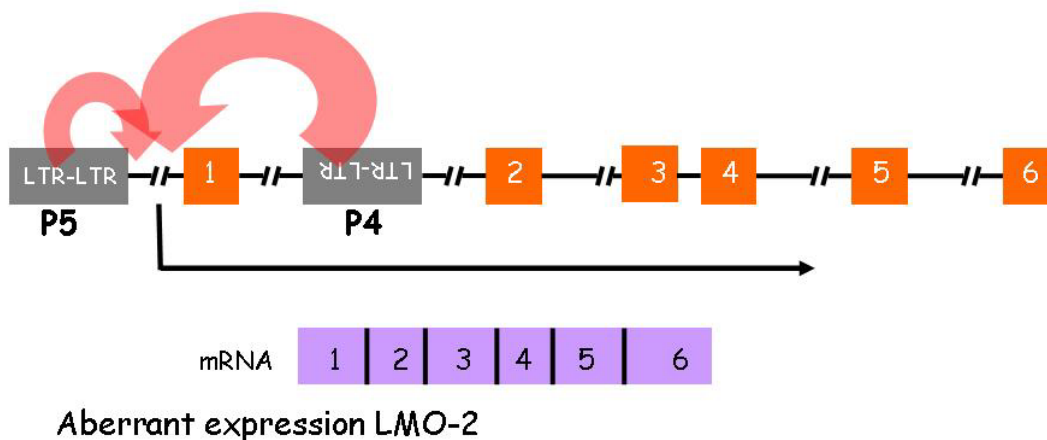 LTR-LTR 1 LTR-LTR 2 3 4 5 6
P5 P4
mRNA 1 2 3 4 5 6
Aberrant expression LMO-2